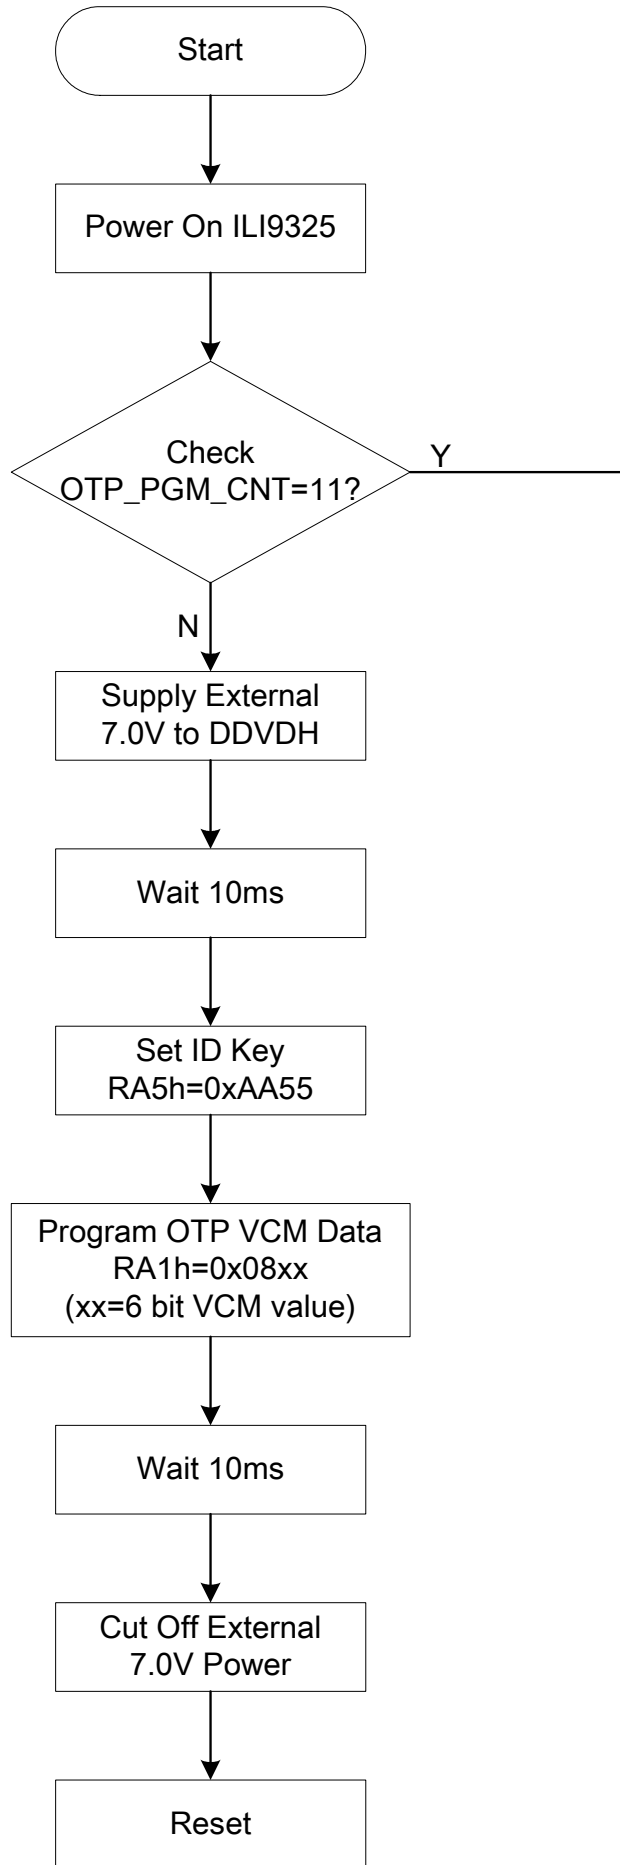 Start
Power On ILI9325
Check
OTP_PGM_CNT=11?
Y
N
Supply External
7.0V to DDVDH
Wait 10ms
Set ID Key
RA5h=0xAA55
Program OTP VCM Data
RA1h=0x08xx
(xx=6 bit VCM value)
Wait 10ms
Cut Off External
7.0V Power
Reset